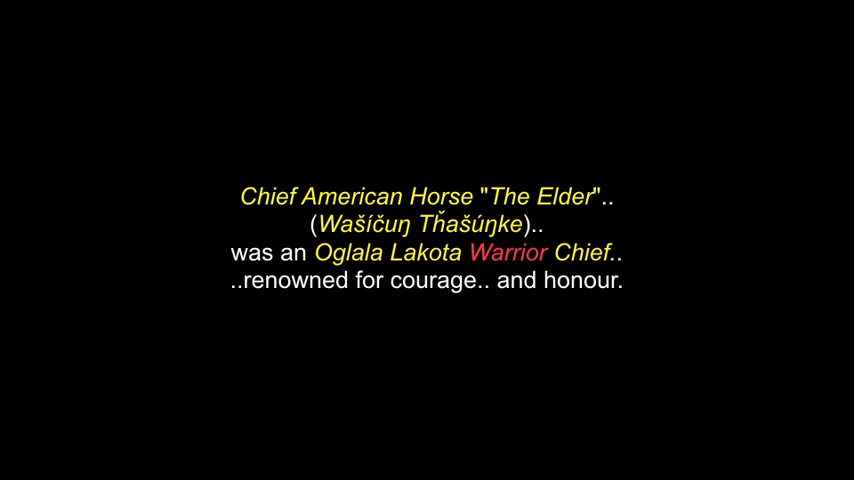 Chief American Horse "The Elder"..
(Wašíčuŋ Tȟašúŋke)..
was an Oglala Lakota Warrior Chief..
..renowned for courage.. and honour.